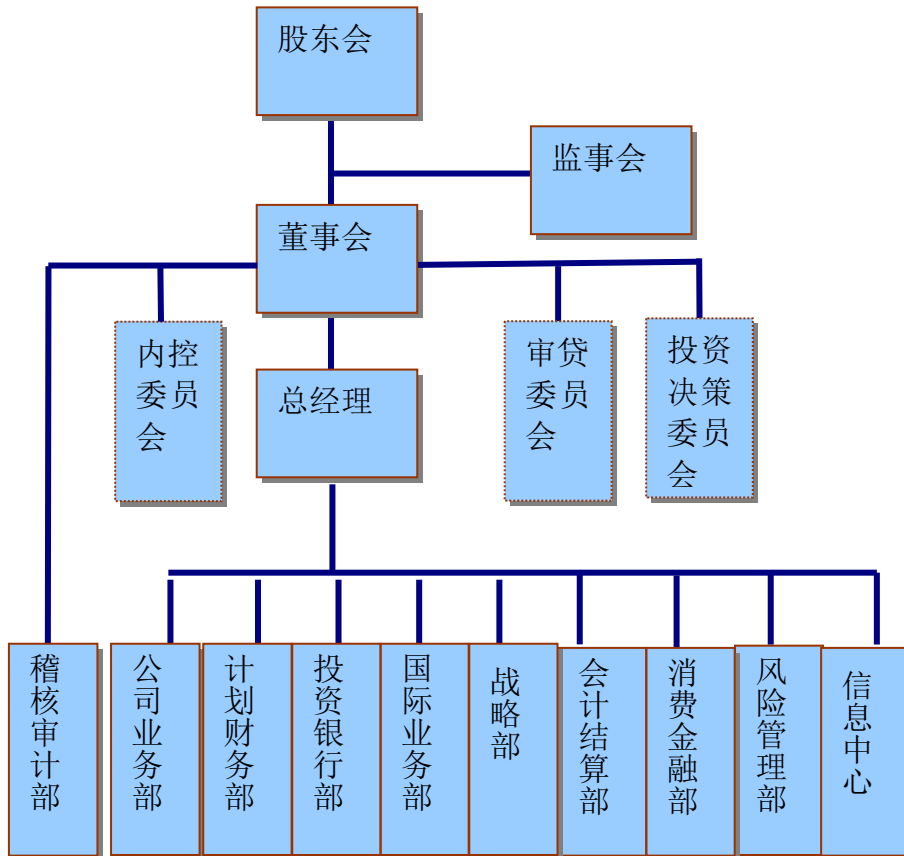 股东会
监事会
董事会
内控
委员
会
总经理
审贷
委员
会
投资
决策
委员
会
稽核审计部
公司业务部
计划财务部
投资银行部
国际业务部
战略部
会计结算部
消费金融部
风险管理部
信息中心